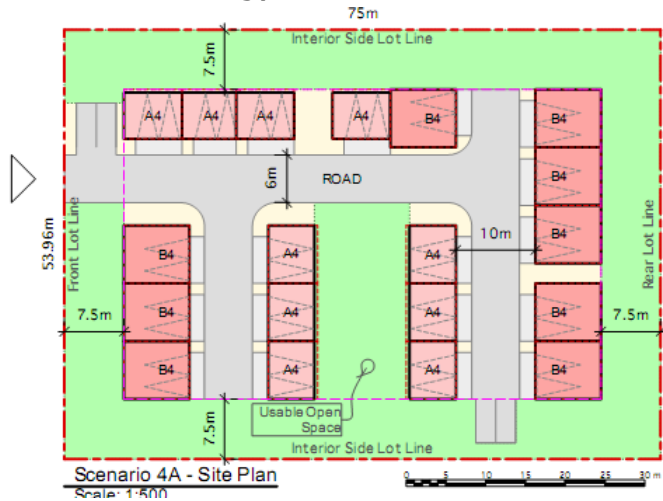 75m
Interior Side Lot Line
7.5m
A4 A4 A4 A4 B4 B4
6m
ROAD
B4
53.96m
Front Lot Line
B4
Rear Lot Line
B4 A4 A4
10m
7.5m
7.5m
B4 A4 A4 B4
B4 A4 A4 B4
7.5m
Usable Open
Space
Interior Side Lot Line
Scenario 4A - Site Plan
Scale: 1:500
0 5 10 15 20 25 30 m